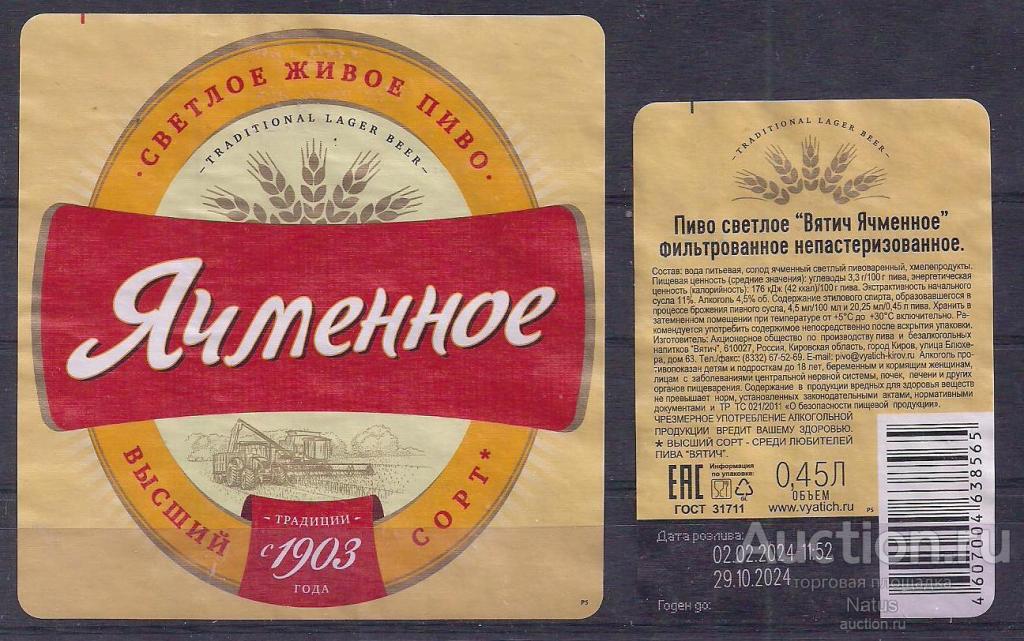 ·СВЕТЛОЕ ЖИВОЕ ПИВО·
-TRADITIONAL LAGER BEER-
Ячменное
ВЫСШИЙ СОРТ*
- ТРАДИЦИИ -
с 1903
ГОДА
PS
-TRADITIONAL LAGER BEER-
Пиво светлое "Вятич Ячменное"
фильтрованное непастеризованное.
Состав: вода питьевая, солод ячменный светлый пивоваренный, хмелепродукты.
Пищевая ценность (средние значения): углеводы 3,3 г/100 г пива, энергетическая
ценность (калорийность): 176 кДж (42 ккал)/100 г пива. Экстрактивность начального
сусла 11%. Алкоголь 4,5% об. Содержание этилового спирта, образовавшегося в
процессе брожения пивного сусла, 4,5 мл/100 мл и 20,25 мл/0,45 л пива. Хранить в
затемненном помещении при температуре от +5°С до +30°С включительно. Ре-
комендуется употребить содержимое непосредственно после вскрытия упаковки.
Изготовитель: Акционерное общество по производству пива и безалкогольных
напитков "Вятич", 610027, Россия, Кировская область, город Киров, улица Блюхе-
ра, дом 63. Тел./факс: (8332) 67-52-69. E-mail: pivo@vyatich-kirov.ru Алкоголь про-
тивопоказан детям и подросткам до 18 лет, беременным и кормящим женщинам,
лицам с заболеваниями центральной нервной системы, почек, печени и других
органов пищеварения. Содержание в продукции вредных для здоровья веществ
не превышает норм, установленных законодательными актами, нормативными
документами и ТР ТС 021/2011 «О безопасности пищевой продукции».
ЧРЕЗМЕРНОЕ УПОТРЕБЛЕНИЕ АЛКОГОЛЬНОЙ
ПРОДУКЦИИ ВРЕДИТ ВАШЕМУ ЗДОРОВЬЮ.
* ВЫСШИЙ СОРТ - СРЕДИ ЛЮБИТЕЛЕЙ
ПИВА "ВЯТИЧ".
ЕАС
Информация
по упаковке:
GL
0,45Л
ОБЪЕМ
ГОСТ 31711
www.vyatich.ru
PS
4 607004 638565
Дата розлива:
02.02.2024 11:52
29.10.2024
Годен до:
Auction.ru
торговая площадка
Natus
auction.ru